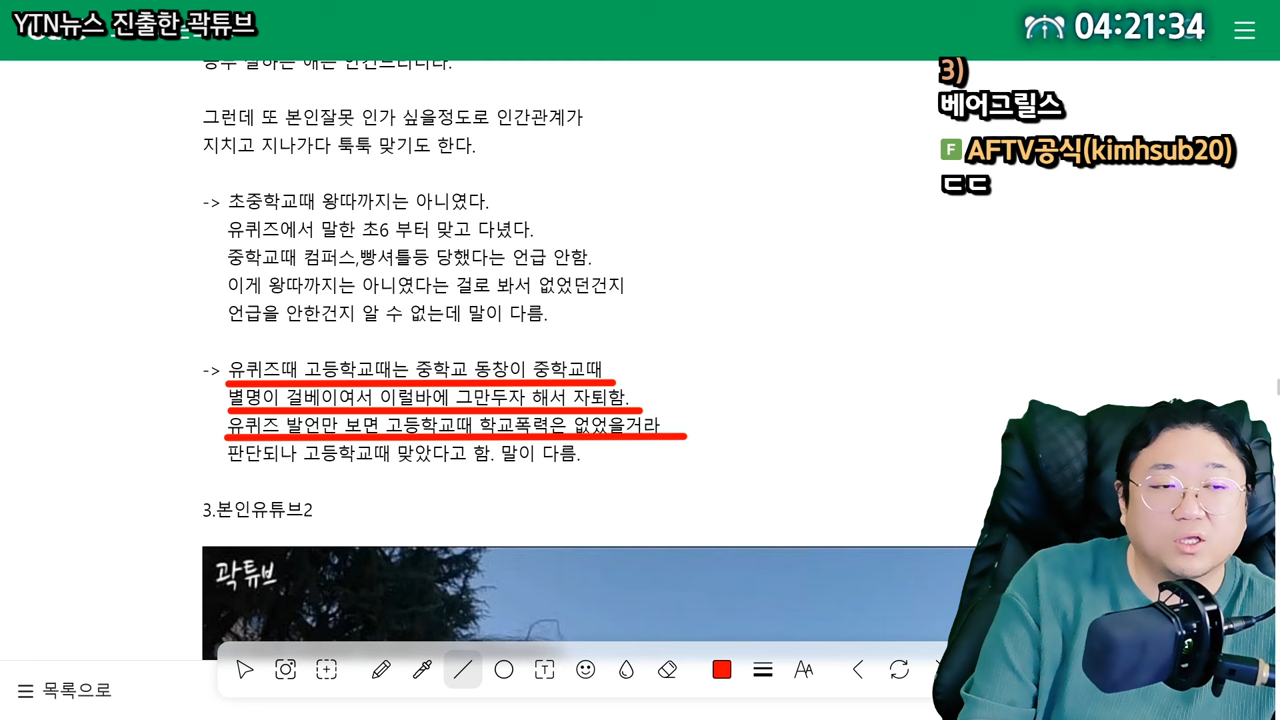 YTN뉴스 진출한 곽튜브
04:21:34
그런데 또 본인잘못 인가 싶을정도로 인간관계가
지치고 지나가다 툭툭 맞기도 한다.
-> 초중학교때 왕따까지는 아니였다.
유퀴즈에서 말한 초6 부터 맞고 다녔다.
중학교때 컴퍼스,빵셔틀등 당했다는 언급 안함.
이게 왕따까지는 아니였다는 걸로 봐서 없었던건지
언급을 안한건지 알 수 없는데 말이 다름.
-> 유퀴즈때 고등학교때는 중학교 동창이 중학교때
별명이 걸베이여서 이럴바에 그만두자 해서 자퇴함.
유퀴즈 발언만 보면 고등학교때 학교폭력은 없었을거라
판단되나 고등학교때 맞았다고 함. 말이 다름.
3.본인유튜브2
곽튜브
목록으로
3)
베어그릴스
F AFTV공식(kimhsub20)
ㄷㄷ